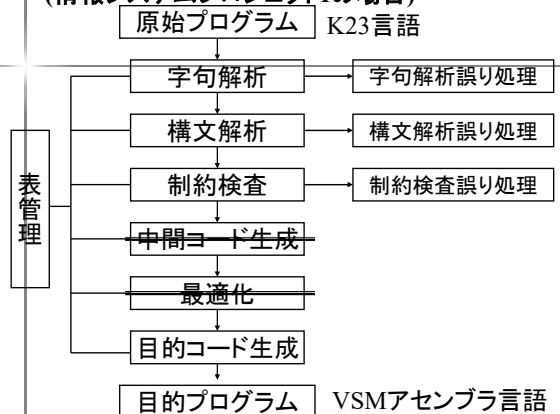 (情報システムプロジェクトIの場合)
原始プログラム K23言語
字句解析 字句解析誤り処理
構文解析 構文解析誤り処理
制約検査 制約検査誤り処理
表管理
中間コード生成
最適化
目的コード生成
目的プログラム VSMアセンブラ言語